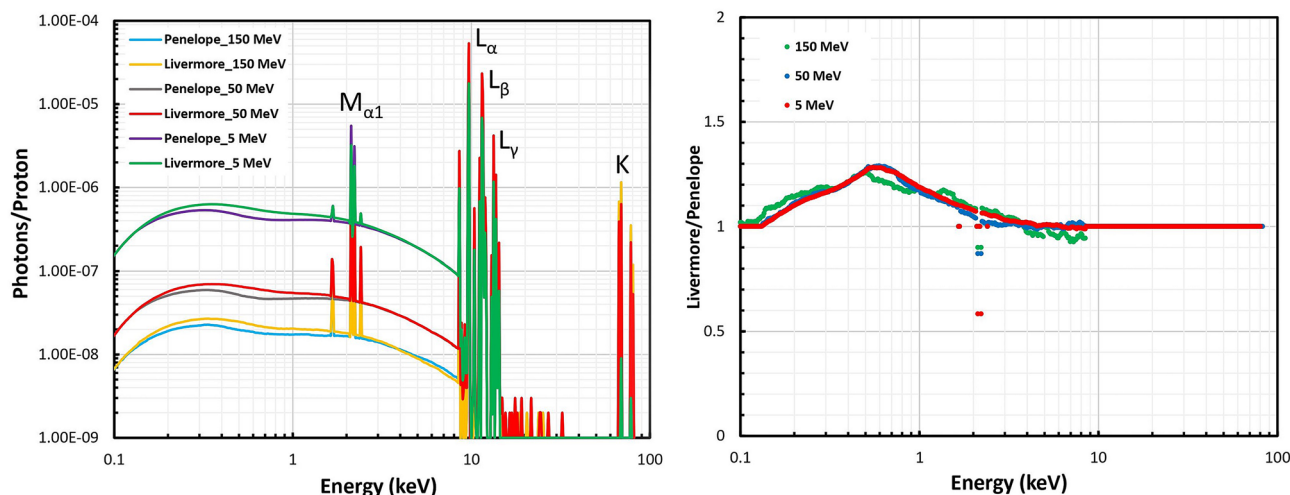 1.00E-04
1.00E-05
1.00E-06
1.00E-07
1.00E-08
1.00E-09
Photons/Proton
Penelope_150 MeV
Livermore_150 MeV
Penelope_50 MeV
Livermore_50 MeV
Penelope_5 MeV
Livermore_5 MeV
Mα1
Lα
Lβ
Lγ
K
0.1 1 10 100
Energy (keV)
2
1.5
1
0.5
0
Livermore/Penelope
150 MeV
50 MeV
5 MeV
0.1 1 10 100
Energy (keV)